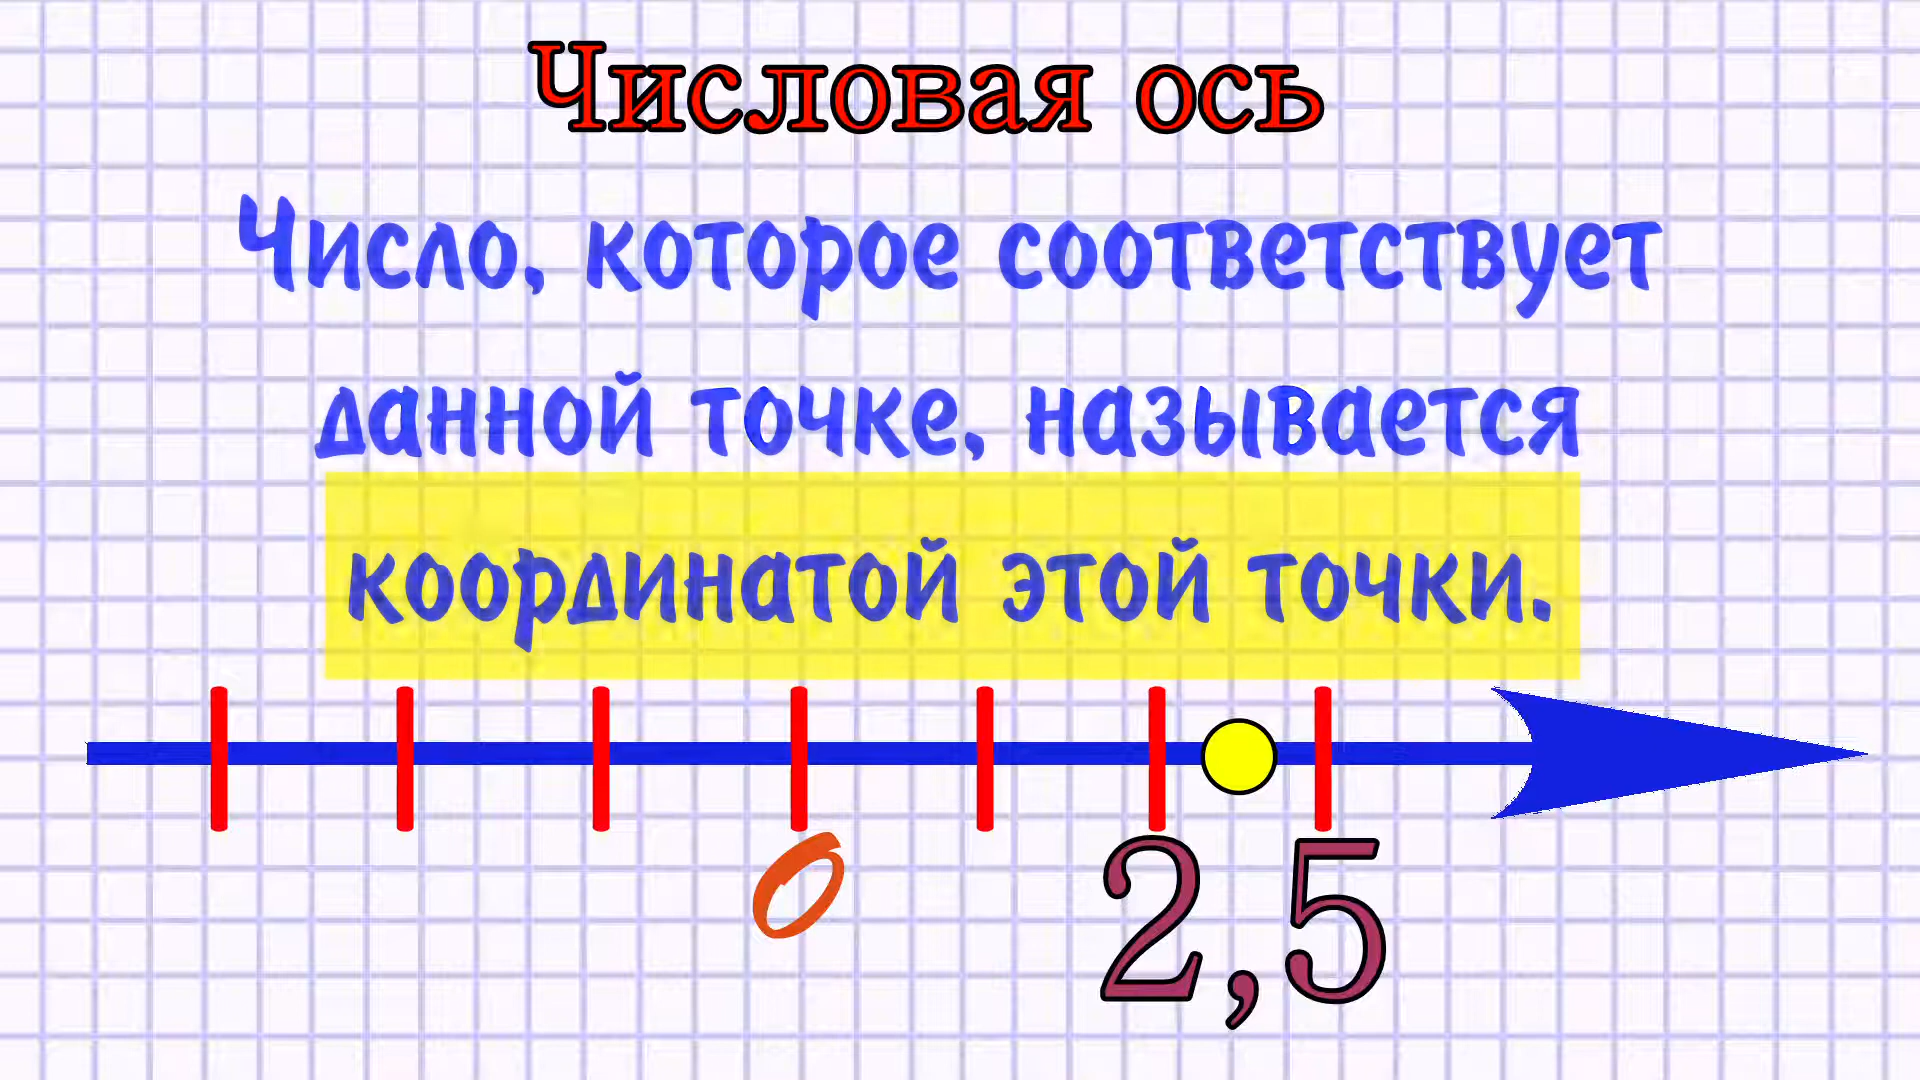 Числовая ось
Число, которое соответствует
данной точке, называется
координатой этой точки.
0
2,5